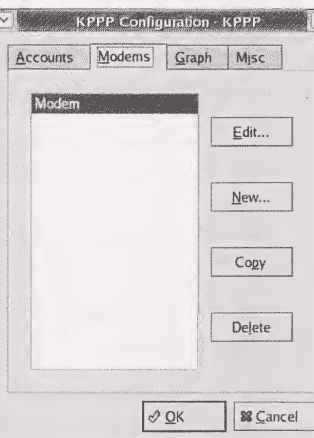 KPPP Configuration - KPPP
Accounts Modems Graph Misc
Modem
Edit...
New...
Copy
Delete
OK Cancel